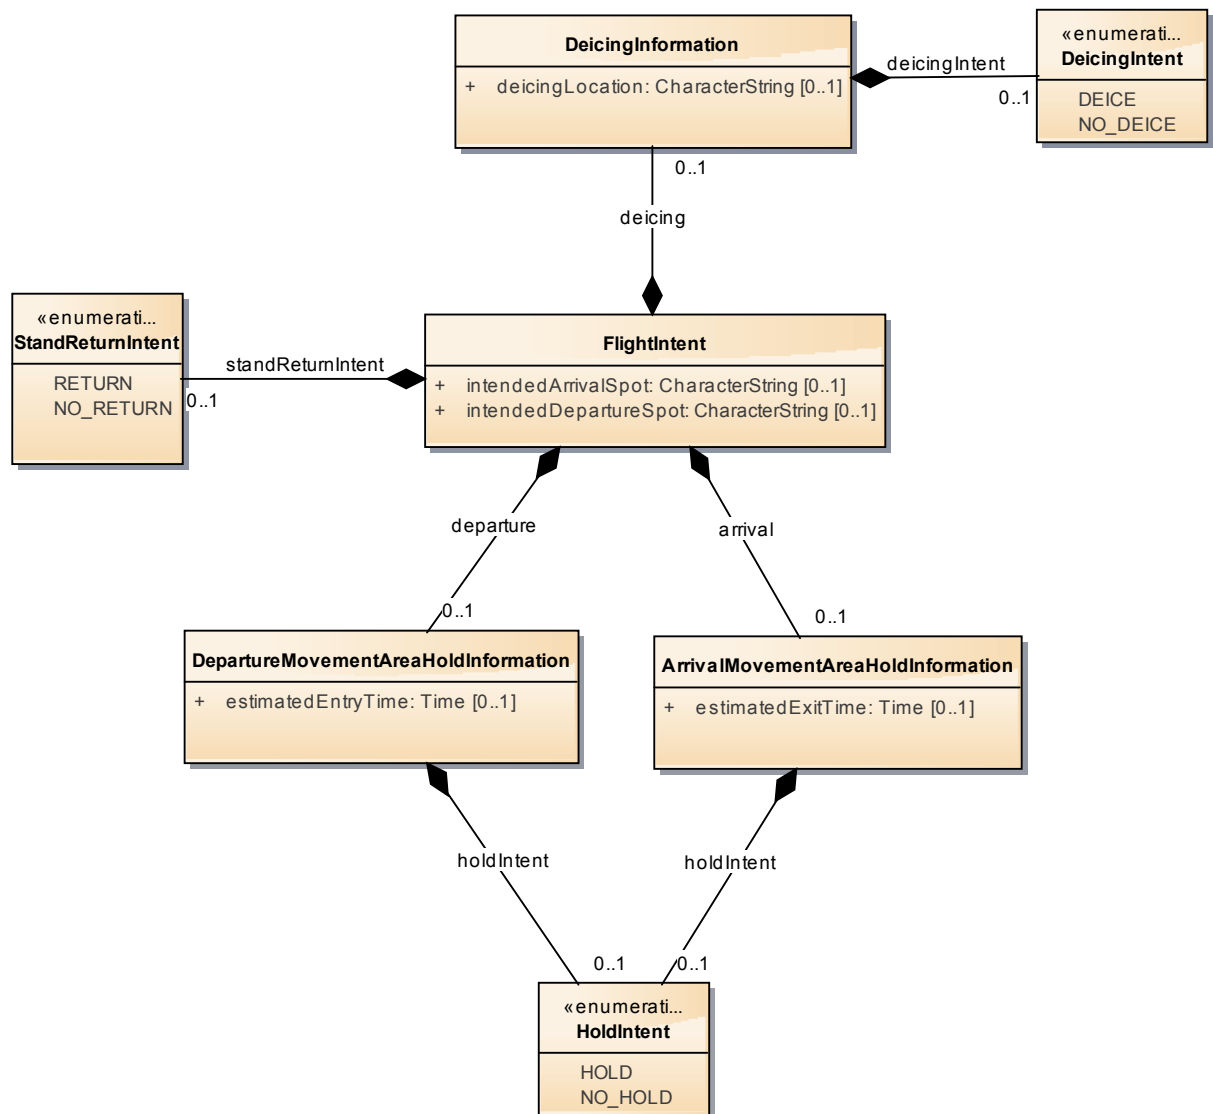 DeicingInformation
+ deicingLocation: CharacterString [0..1]
deicingIntent
0..1
«enumerati...
DeicingIntent
DEICE
NO_DEICE
0..1
deicing
«enumerati...
StandReturnIntent
RETURN
NO_RETURN
standReturnIntent
0..1
FlightIntent
+ intendedArrivalSpot: CharacterString [0..1]
+ intendedDepartureSpot: CharacterString [0..1]
departure
0..1
arrival
0..1
DepartureMovementAreaHoldInformation
+ estimatedEntryTime: Time [0..1]
ArrivalMovementAreaHoldInformation
+ estimatedExitTime: Time [0..1]
holdIntent
0..1
holdIntent
0..1
«enumerati...
HoldIntent
HOLD
NO_HOLD